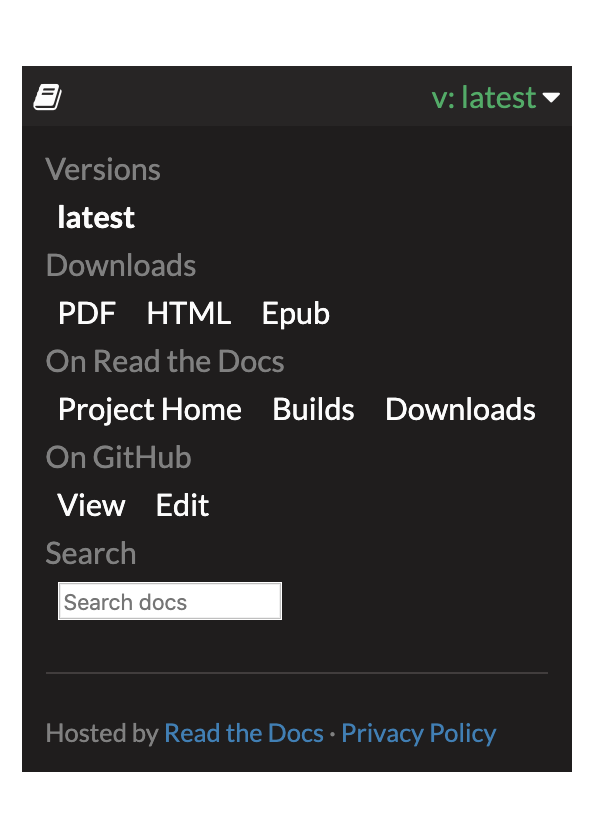 v: latest
Versions
latest
Downloads
PDF HTML Epub
On Read the Docs
Project Home Builds Downloads
On GitHub
View Edit
Search
Search docs
Hosted by Read the Docs · Privacy Policy